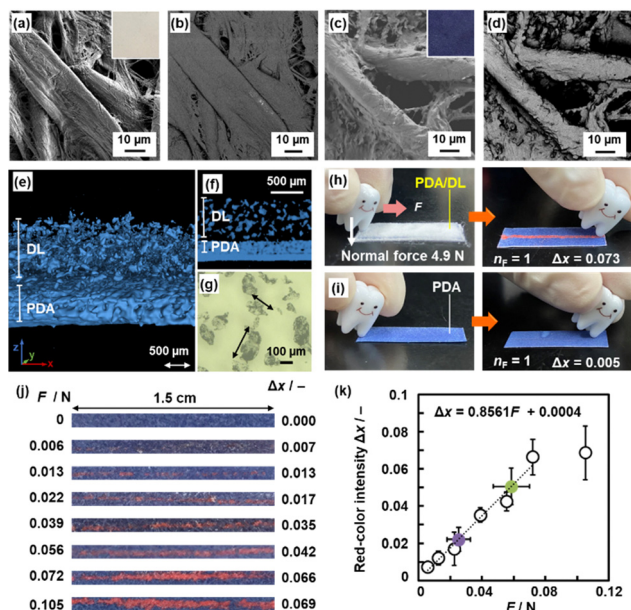 (a)
(b)
(c)
(d)
10 μm
10 μm
10 μm
10 μm
(e)
DL
PDA
z
y
x
500 μm
(f)
500 μm
DL
PDA
(g)
100 μm
(h)
PDA/DL
F
Normal force 4.9 N
nF = 1 Δx = 0.073
(i)
PDA
nF = 1 Δx = 0.005
(j)
F / N
1.5 cm
Δx / –
0 0.000
0.006 0.007
0.013 0.013
0.022 0.017
0.039 0.035
0.056 0.042
0.072 0.066
0.105 0.069
(k)
Δx = 0.8561F + 0.0004
Red-color intensity Δx / –
0.1
0.08
0.06
0.04
0.02
0
0 0.04 0.08 0.12
F / N